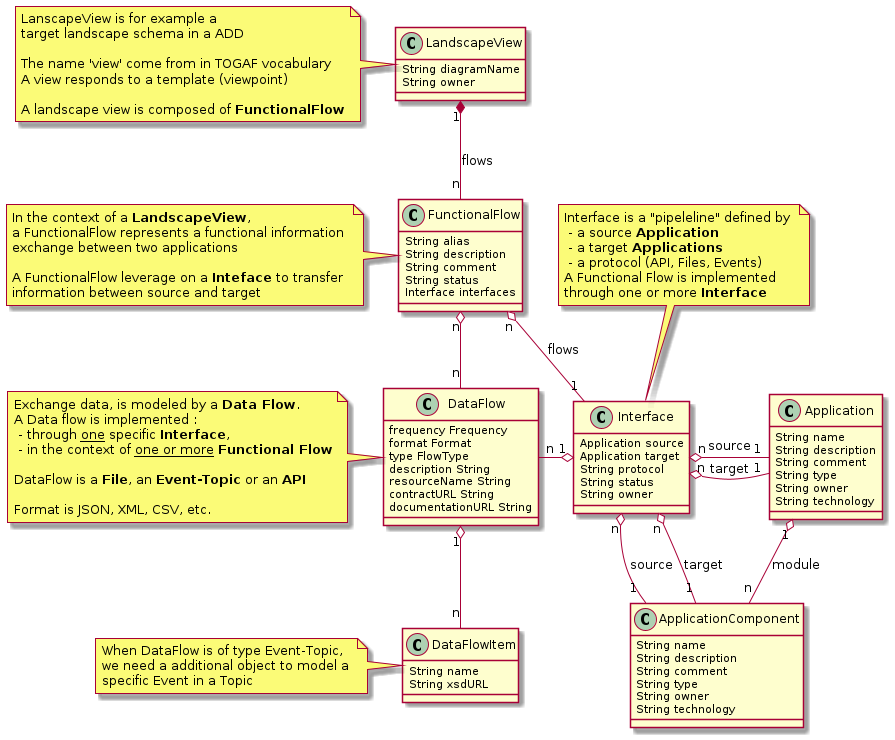 LanscapeView is for example a
target landscape schema in a ADD
The name 'view' come from in TOGAF vocabulary
A view responds to a template (viewpoint)
A landscape view is composed of FunctionalFlow
C LandscapeView
String diagramName
String owner
1
flows
n
In the context of a LandscapeView,
a FunctionalFlow represents a functional information
exchange between two applications
A FunctionalFlow leverage on a Inteface to transfer
information between source and target
C FunctionalFlow
String alias
String description
String comment
String status
Interface interfaces
Interface is a "pipeleline" defined by
- a source Application
- a target Applications
- a protocol (API, Files, Events)
A Functional Flow is implemented
through one or more Interface
n
n
n
flows
1
Exchange data, is modeled by a Data Flow.
A Data flow is implemented :
- through one specific Interface,
- in the context of one or more Functional Flow
DataFlow is a File, an Event-Topic or an API
Format is JSON, XML, CSV, etc.
C DataFlow
frequency Frequency
format Format
type FlowType
description String
resourceName String
contractURL String
documentationURL String
n 1
C Interface
Application source
Application target
String protocol
String status
String owner
n source 1
n target 1
C Application
String name
String description
String comment
String type
String owner
String technology
1
n
n
source
1
n
target
1
1
module
n
When DataFlow is of type Event-Topic,
we need a additional object to model a
specific Event in a Topic
C DataFlowItem
String name
String xsdURL
C ApplicationComponent
String name
String description
String comment
String type
String owner
String technology